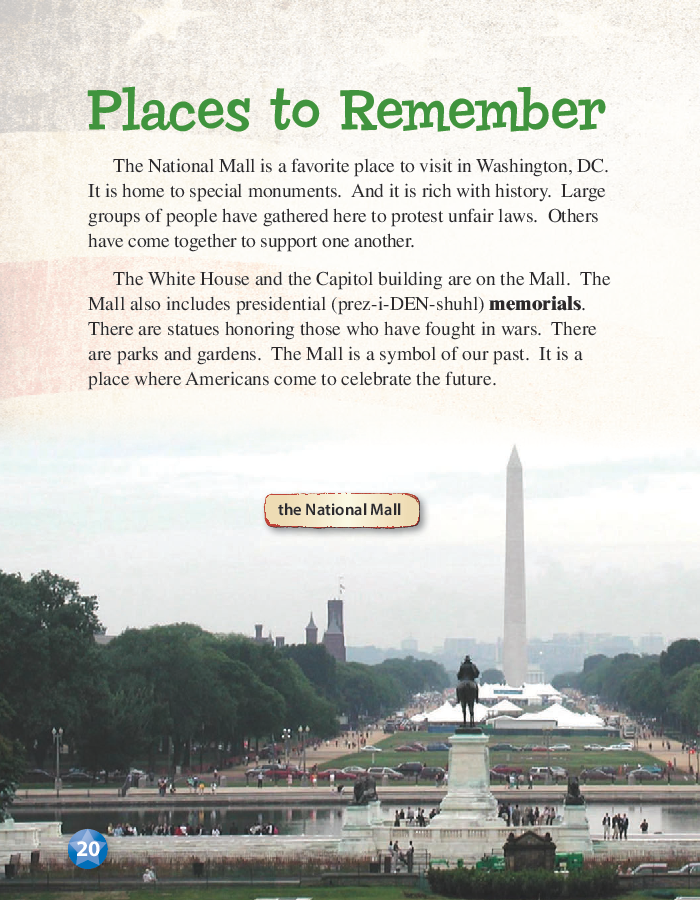 Places to Remember
The National Mall is a favorite place to visit in Washington, DC.
It is home to special monuments.  And it is rich with history.  Large
groups of people have gathered here to protest unfair laws.  Others
have come together to support one another.
The White House and the Capitol building are on the Mall.  The
Mall also includes presidential (prez-i-DEN-shuhl) memorials.
There are statues honoring those who have fought in wars.  There
are parks and gardens.  The Mall is a symbol of our past.  It is a
place where Americans come to celebrate the future.
the National Mall
20